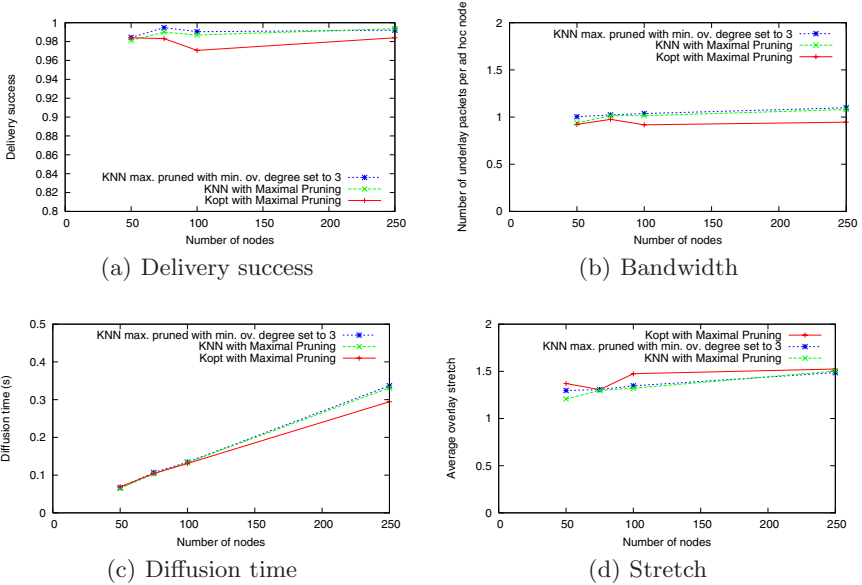 1
0.98
0.96
0.94
0.92
0.9
0.88
0.86
0.84
0.82
0.8
Delivery success
KNN max. pruned with min. ov. degree set to 3
KNN with Maximal Pruning
Kopt with Maximal Pruning
0 50 100 150 200 250
Number of nodes
(a) Delivery success
2
1.5
1
0.5
0
Number of underlay packets per ad hoc node
KNN max. pruned with min. ov. degree set to 3
KNN with Maximal Pruning
Kopt with Maximal Pruning
0 50 100 150 200 250
Number of nodes
(b) Bandwidth
0.5
0.4
0.3
0.2
0.1
0
Diffusion time (s)
KNN max. pruned with min. ov. degree set to 3
KNN with Maximal Pruning
Kopt with Maximal Pruning
0 50 100 150 200 250
Number of nodes
(c) Diffusion time
2
1.5
1
0.5
0
Average overlay stretch
Kopt with Maximal Pruning
KNN max. pruned with min. ov. degree set to 3
KNN with Maximal Pruning
0 50 100 150 200 250
Number of nodes
(d) Stretch